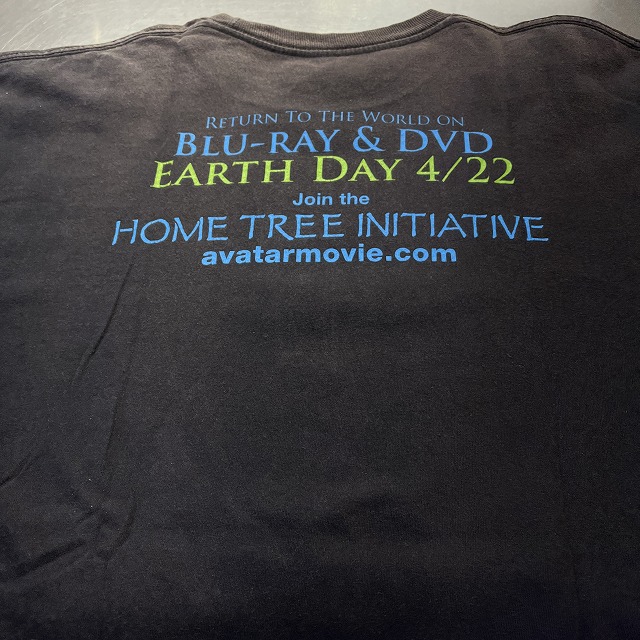 RETURN TO THE WORLD ON
BLU-RAY & DVD
EARTH DAY 4/22
Join the
HOME TREE INITIATIVE
avatarmovie.com